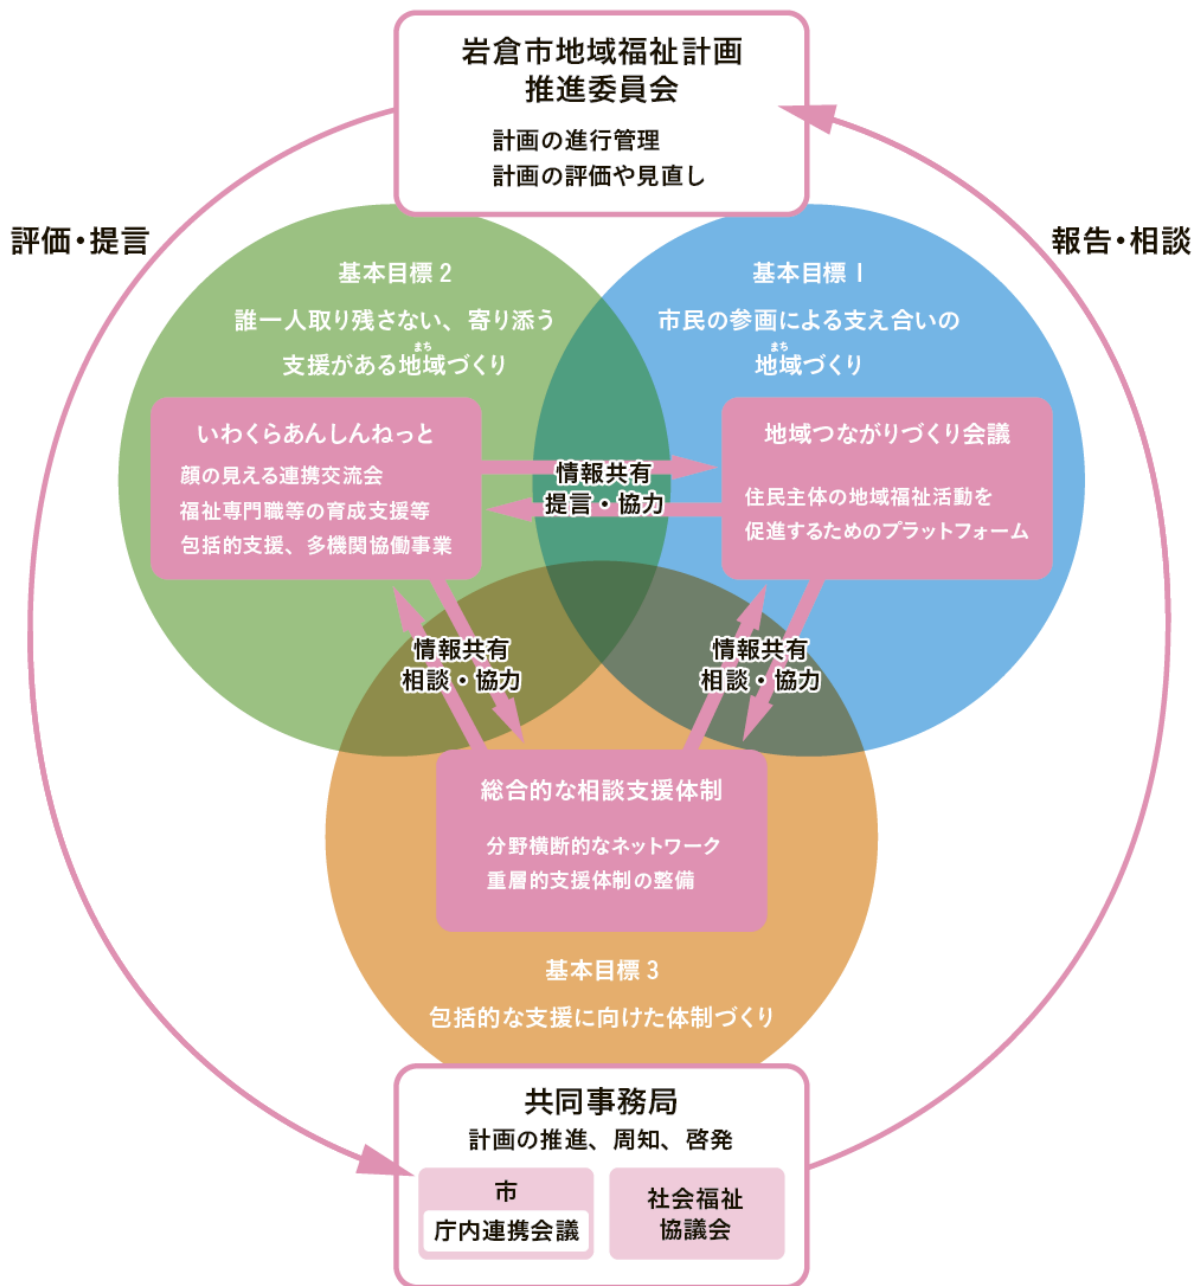 岩倉市地域福祉計画
推進委員会
計画の進行管理
計画の評価や見直し
評価・提言
報告・相談
基本目標2
誰一人取り残さない、寄り添う
まち
支援がある地域づくり
基本目標1
市民の参画による支え合いの
まち
地域づくり
いわくらあんしんねっと
顔の見える連携交流会
福祉専門職等の育成支援等
包括的支援、多機関協働事業
情報共有
提言・協力
地域つながりづくり会議
住民主体の地域福祉活動を
促進するためのプラットフォーム
情報共有
相談・協力
情報共有
相談・協力
総合的な相談支援体制
分野横断的なネットワーク
重層的支援体制の整備
基本目標3
包括的な支援に向けた体制づくり
共同事務局
計画の推進、周知、啓発
市
庁内連携会議
社会福祉
協議会